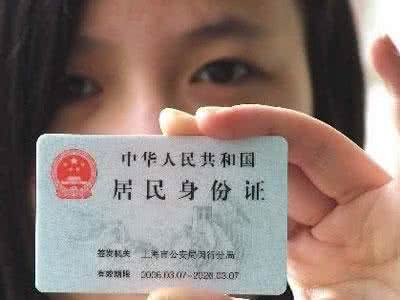 中华人民共和国
居民身份证
签发机关 上海市公安局闵行分局
有效期限 2006.03.07-2026.03.07